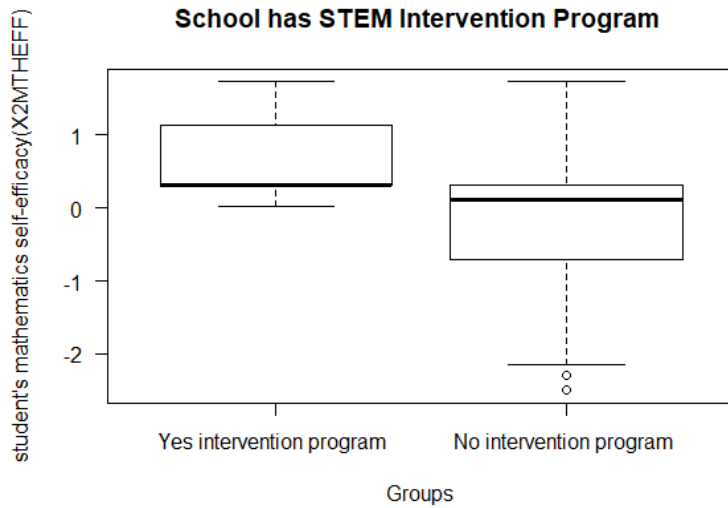 School has STEM Intervention Program
student's mathematics self-efficacy(X2MTHEFF)
1
0
-1
-2
Yes intervention program No intervention program
Groups